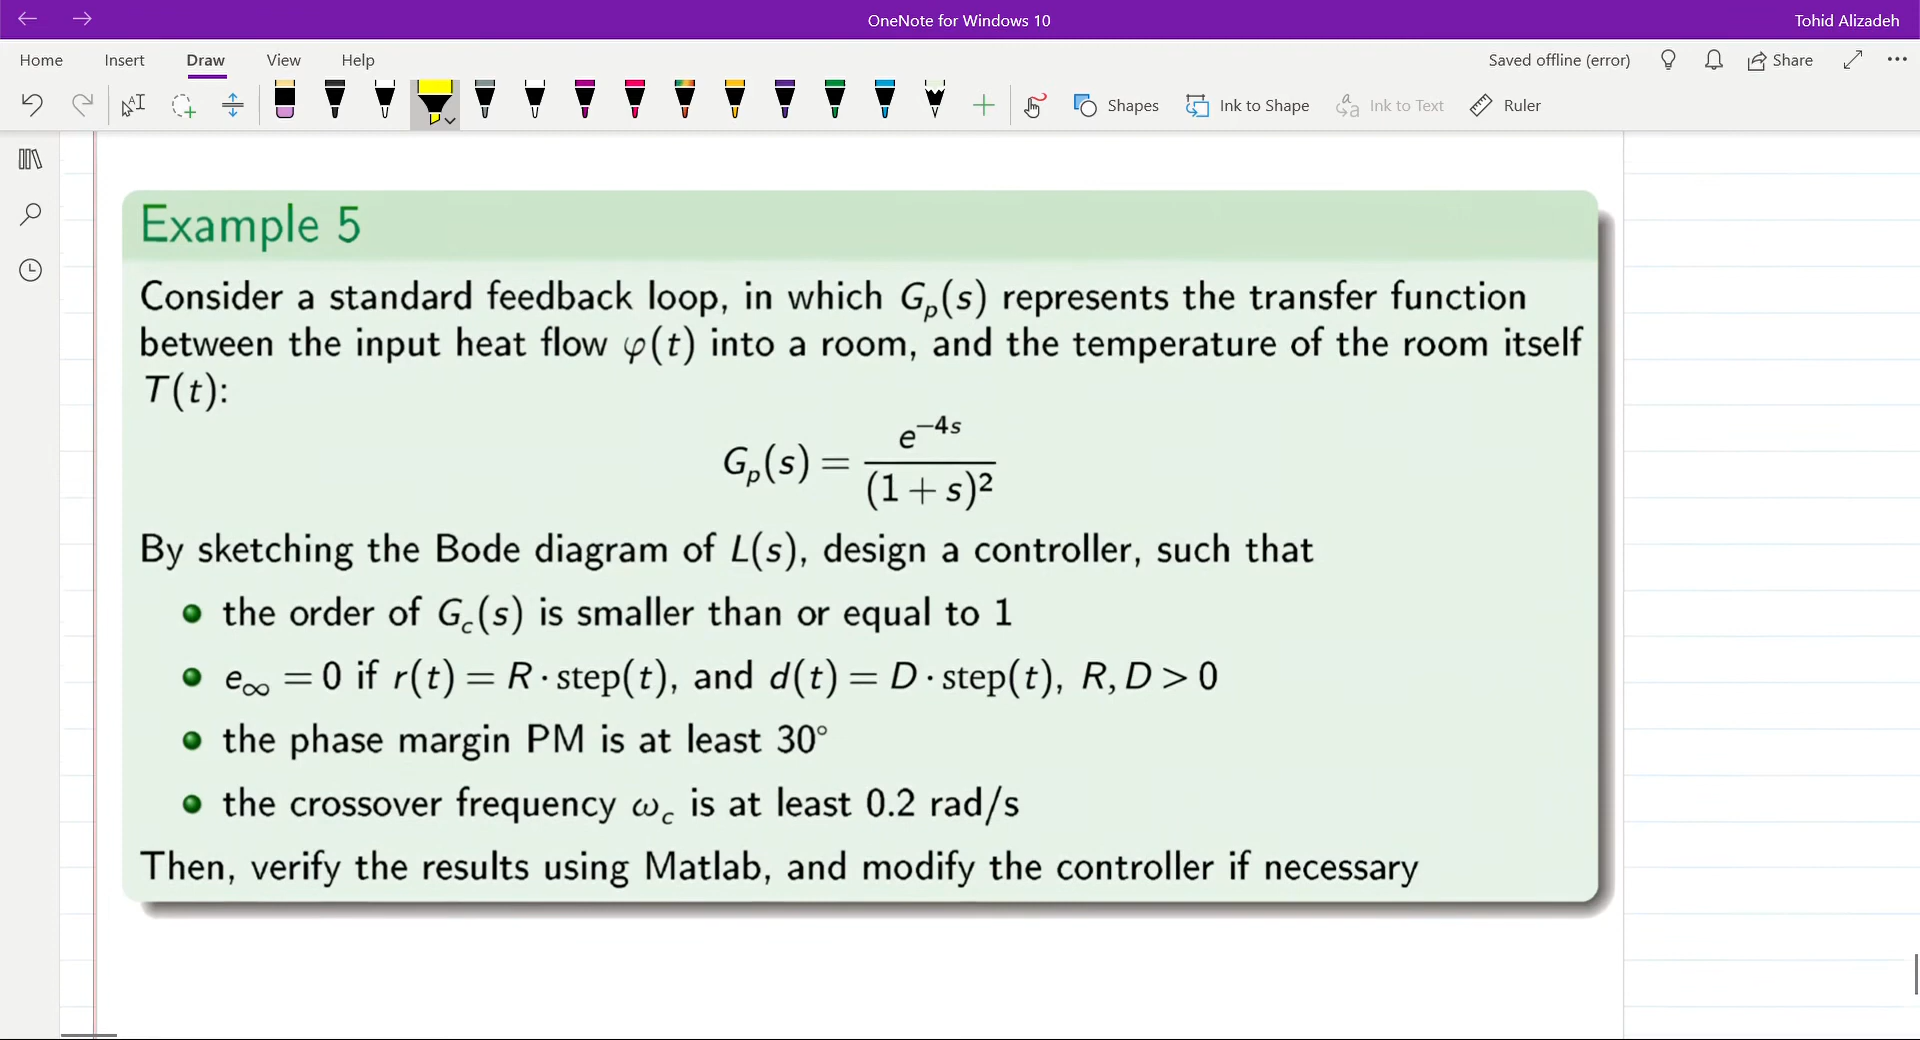 OneNote for Windows 10
Tohid Alizadeh
Home Insert Draw View Help
Saved offline (error) Share
Shapes Ink to Shape Ink to Text Ruler
Example 5
Consider a standard feedback loop, in which Gₚ(s) represents the transfer function
between the input heat flow φ(t) into a room, and the temperature of the room itself
T(t):
Gₚ(s) = e⁻⁴ˢ / (1 + s)²
By sketching the Bode diagram of L(s), design a controller, such that
● the order of G_c(s) is smaller than or equal to 1
● e_∞ = 0 if r(t) = R · step(t), and d(t) = D · step(t), R, D > 0
● the phase margin PM is at least 30°
● the crossover frequency ω_c is at least 0.2 rad/s
Then, verify the results using Matlab, and modify the controller if necessary